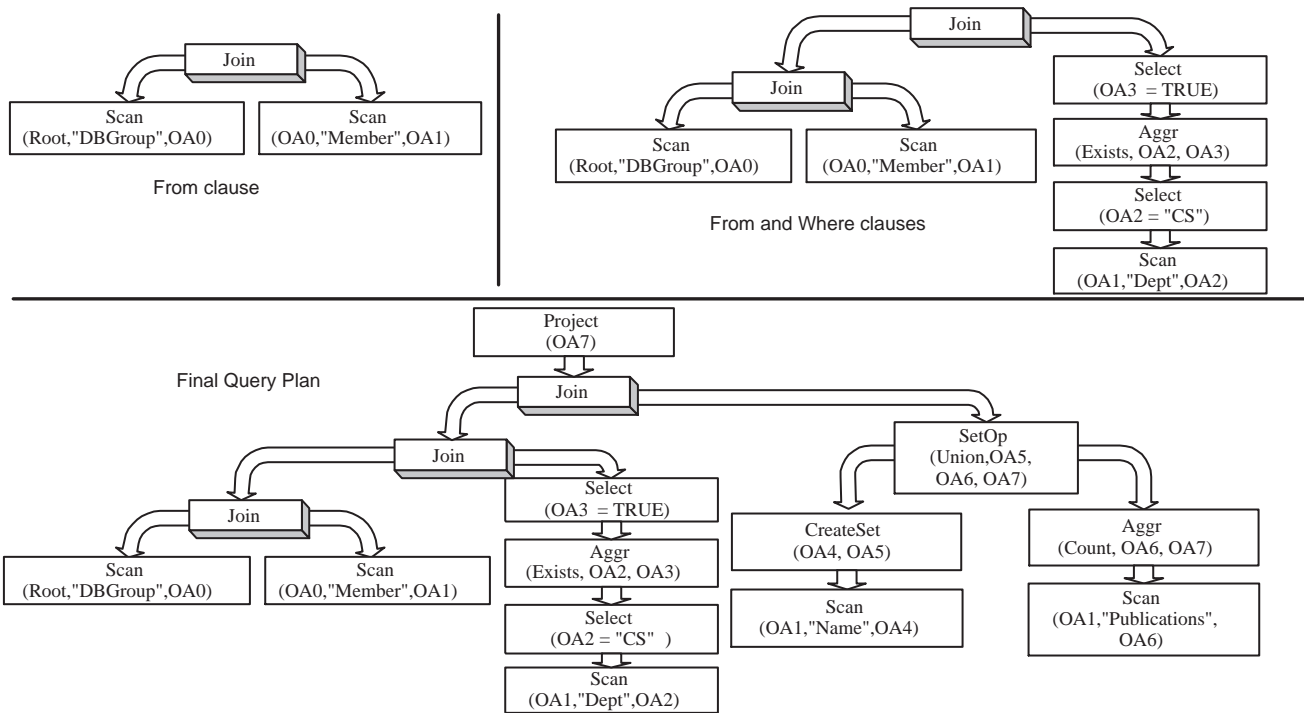 Join
Scan
(Root,"DBGroup",OA0)
Scan
(OA0,"Member",OA1)
From clause
Join
Join
Scan
(Root,"DBGroup",OA0)
Scan
(OA0,"Member",OA1)
Select
(OA3 = TRUE)
Aggr
(Exists, OA2, OA3)
Select
(OA2 = "CS")
Scan
(OA1,"Dept",OA2)
From and Where clauses
Final Query Plan
Project
(OA7)
Join
Join
Join
Scan
(Root,"DBGroup",OA0)
Scan
(OA0,"Member",OA1)
Select
(OA3 = TRUE)
Aggr
(Exists, OA2, OA3)
Select
(OA2 = "CS" )
Scan
(OA1,"Dept",OA2)
SetOp
(Union,OA5,
OA6, OA7)
CreateSet
(OA4, OA5)
Scan
(OA1,"Name",OA4)
Aggr
(Count, OA6, OA7)
Scan
(OA1,"Publications",
OA6)